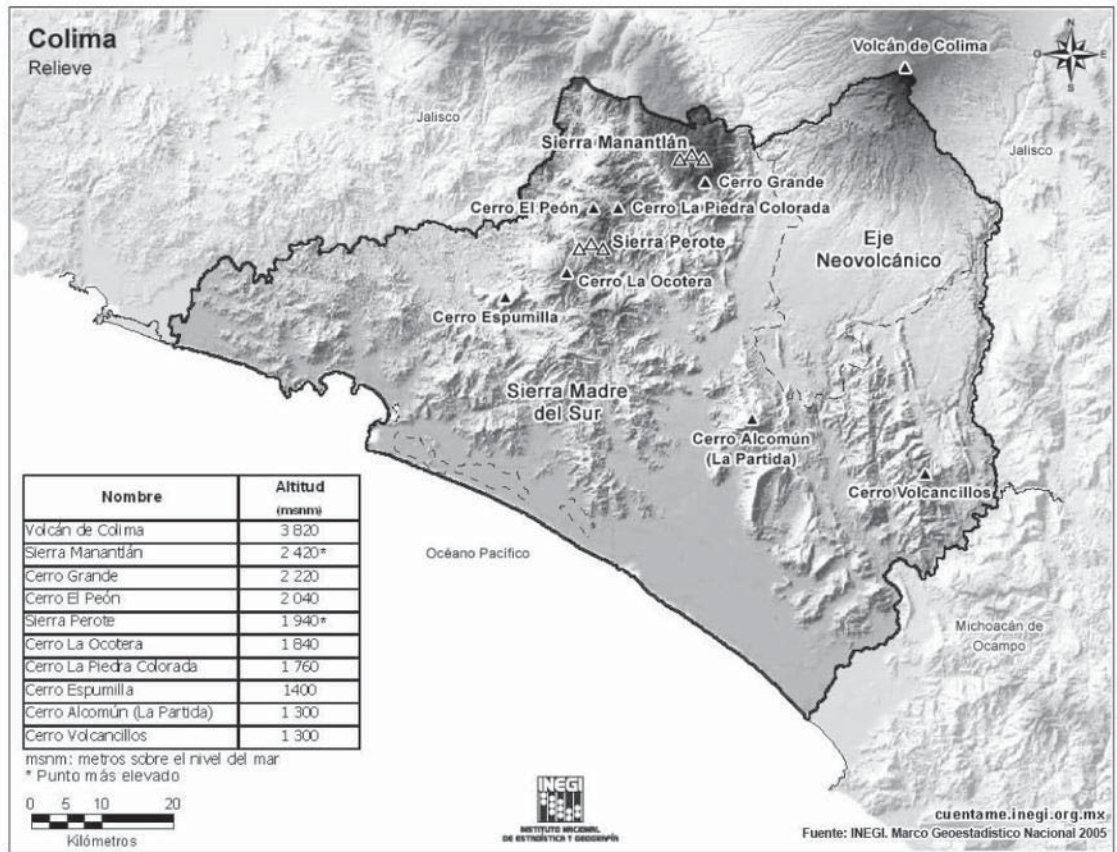 Colima
Relieve
Volcán de Colima
N
O
E
S
Jalisco
Jalisco
Sierra Manantlán
Cerro Grande
Cerro El Peón
Cerro La Piedra Colorada
Sierra Perote
Eje
Neovolcánico
Cerro La Ocotera
Cerro Espumilla
Sierra Madre
del Sur
Cerro Alcomún
(La Partida)
Cerro Volcancillos
Océano Pacífico
Michoacán de
Ocampo
Nombre Altitud
(msnm)
Volcán de Colima 3 820
Sierra Manantlán 2 420*
Cerro Grande 2 220
Cerro El Peón 2 040
Sierra Perote 1 940*
Cerro La Ocotera 1 840
Cerro La Piedra Colorada 1 760
Cerro Espumilla 1400
Cerro Alcomún (La Partida) 1 300
Cerro Volcancillos 1 300
msnm: metros sobre el nivel del mar
* Punto más elevado
0 5 10 20
Kilómetros
INEGI
INSTITUTO NACIONAL
DE ESTADÍSTICA Y GEOGRAFÍA
cuentame.inegi.org.mx
Fuente: INEGI. Marco Geoestadístico Nacional 2005